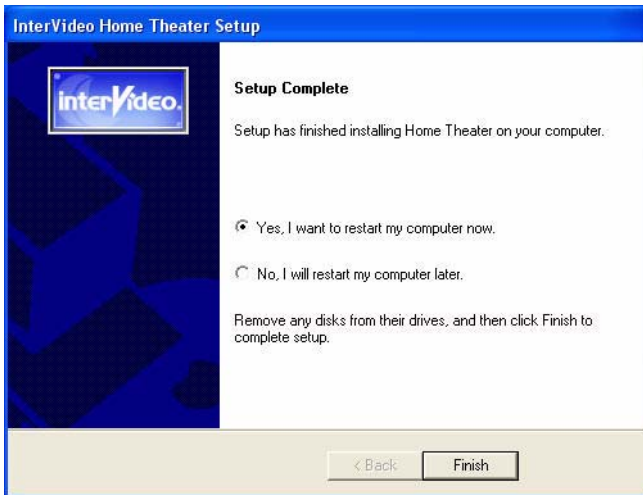 InterVideo Home Theater Setup
InterVideo.
Setup Complete
Setup has finished installing Home Theater on your computer.
Yes, I want to restart my computer now.
No, I will restart my computer later.
Remove any disks from their drives, and then click Finish to
complete setup.
< Back
Finish